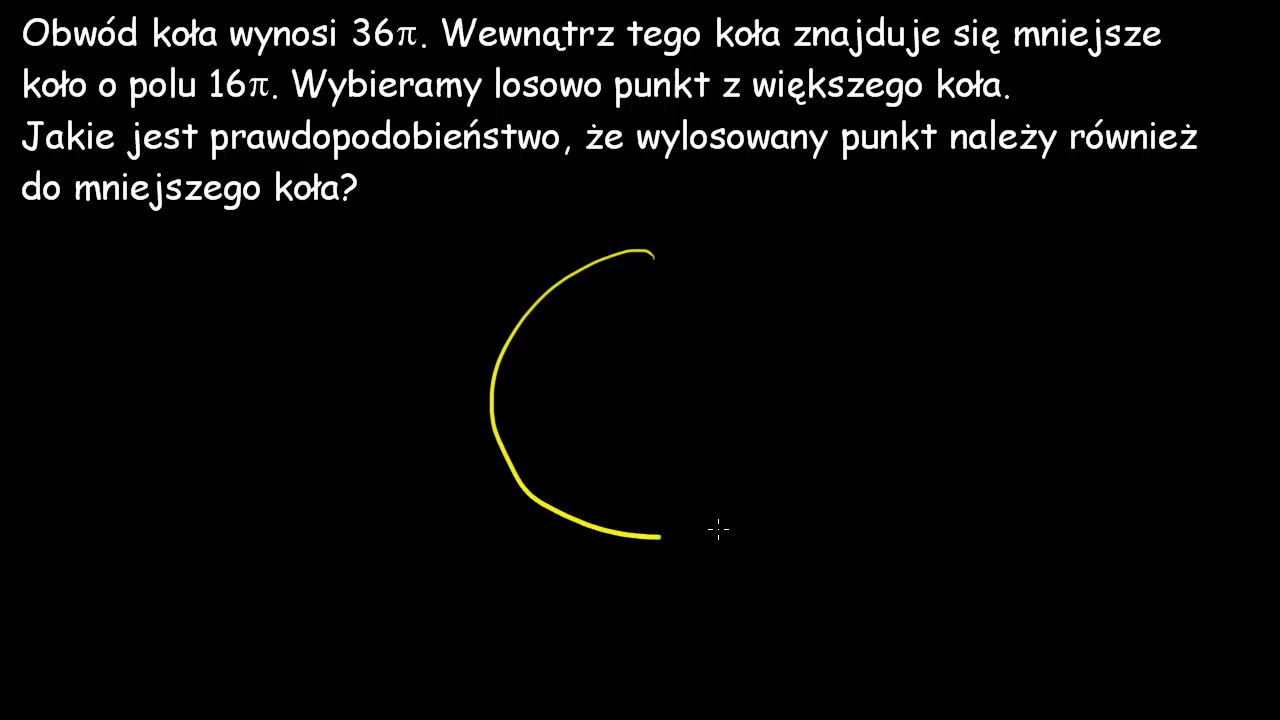 Obwód koła wynosi 36π. Wewnątrz tego koła znajduje się mniejsze
koło o polu 16π. Wybieramy losowo punkt z większego koła.
Jakie jest prawdopodobieństwo, że wylosowany punkt należy również
do mniejszego koła?